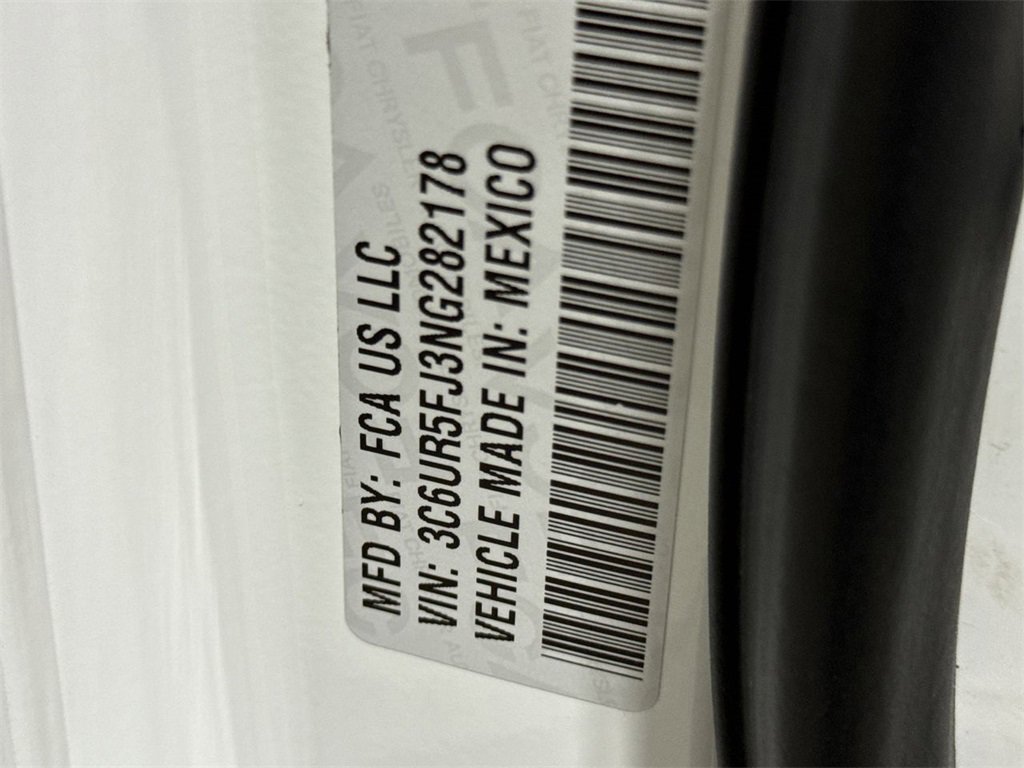 MFD BY: FCA US LLC
VIN: 3C6UR5FJ3NG282178
VEHICLE MADE IN: MEXICO